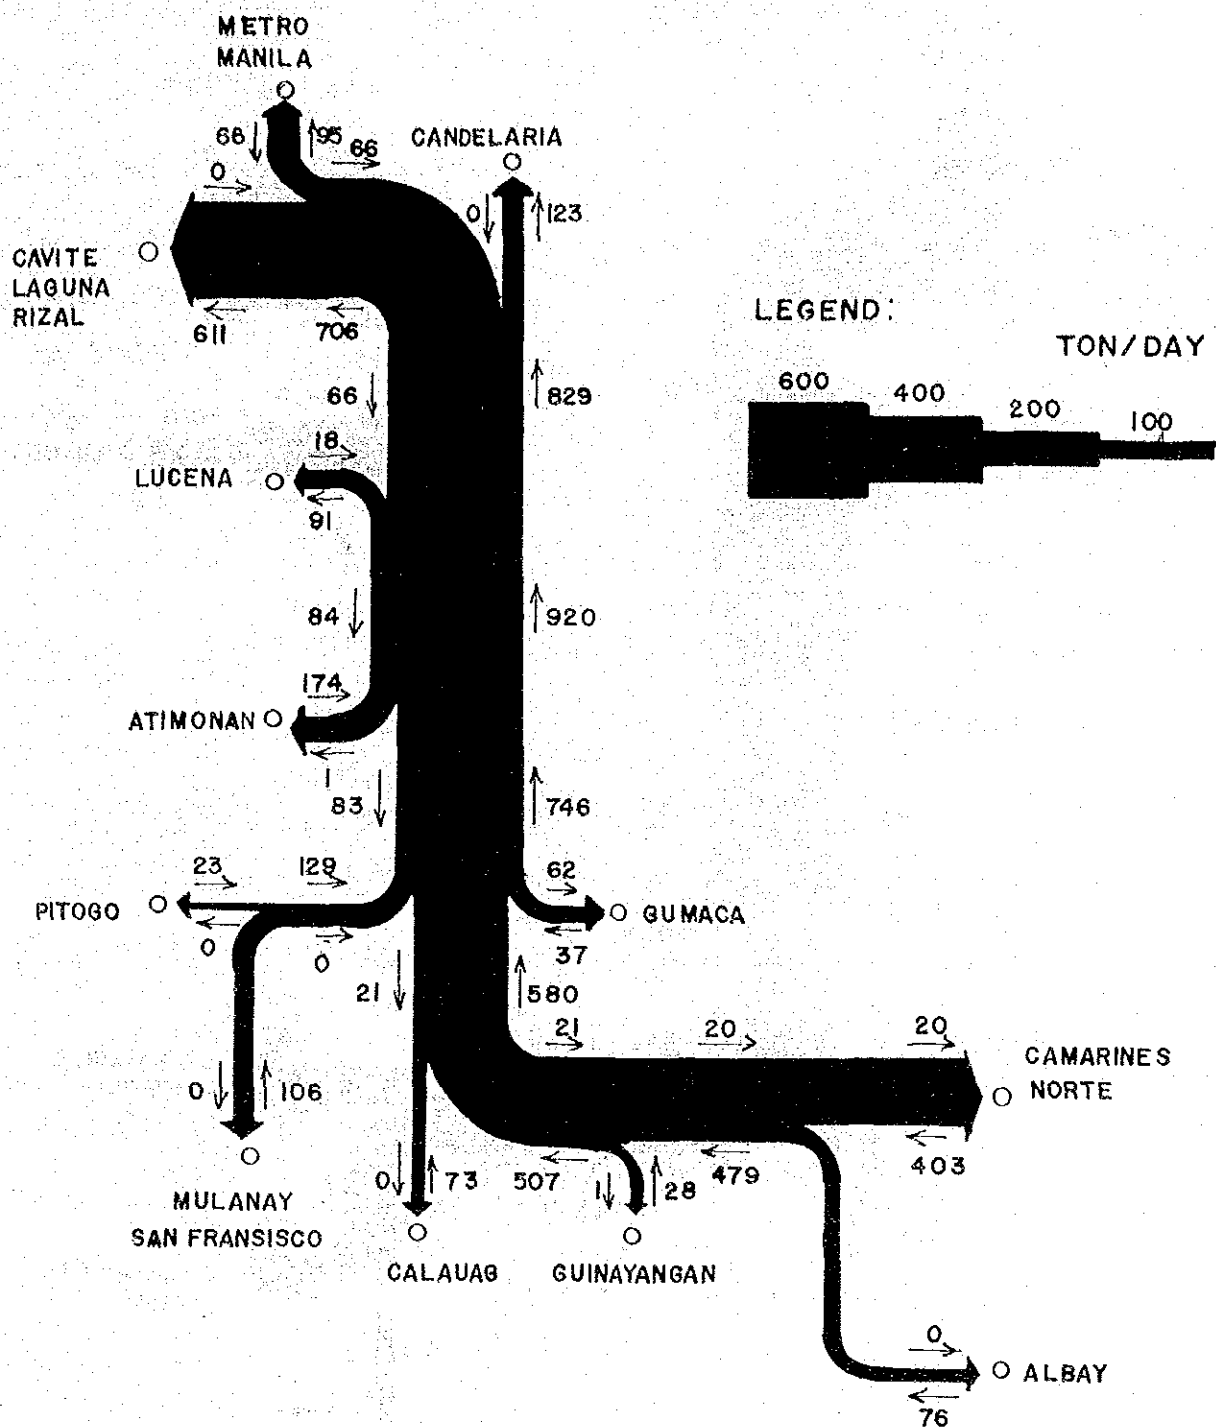 METRO
MANILA
68
95
66
CANDELARIA
0
0
123
CAVITE
LAGUNA
RIZAL
611
706
LEGEND:
TON/DAY
600
400
200
100
829
66
18
LUCENA
91
84
920
174
ATIMONAN
1
83
746
23
129
62
PITOGO
GUMACA
0
0
37
21
580
21
20
20
CAMARINES
NORTE
0
106
403
0
73
507
1
28
479
MULANAY
SAN FRANSISCO
CALAUAG
GUINAYANGAN
0
ALBAY
76